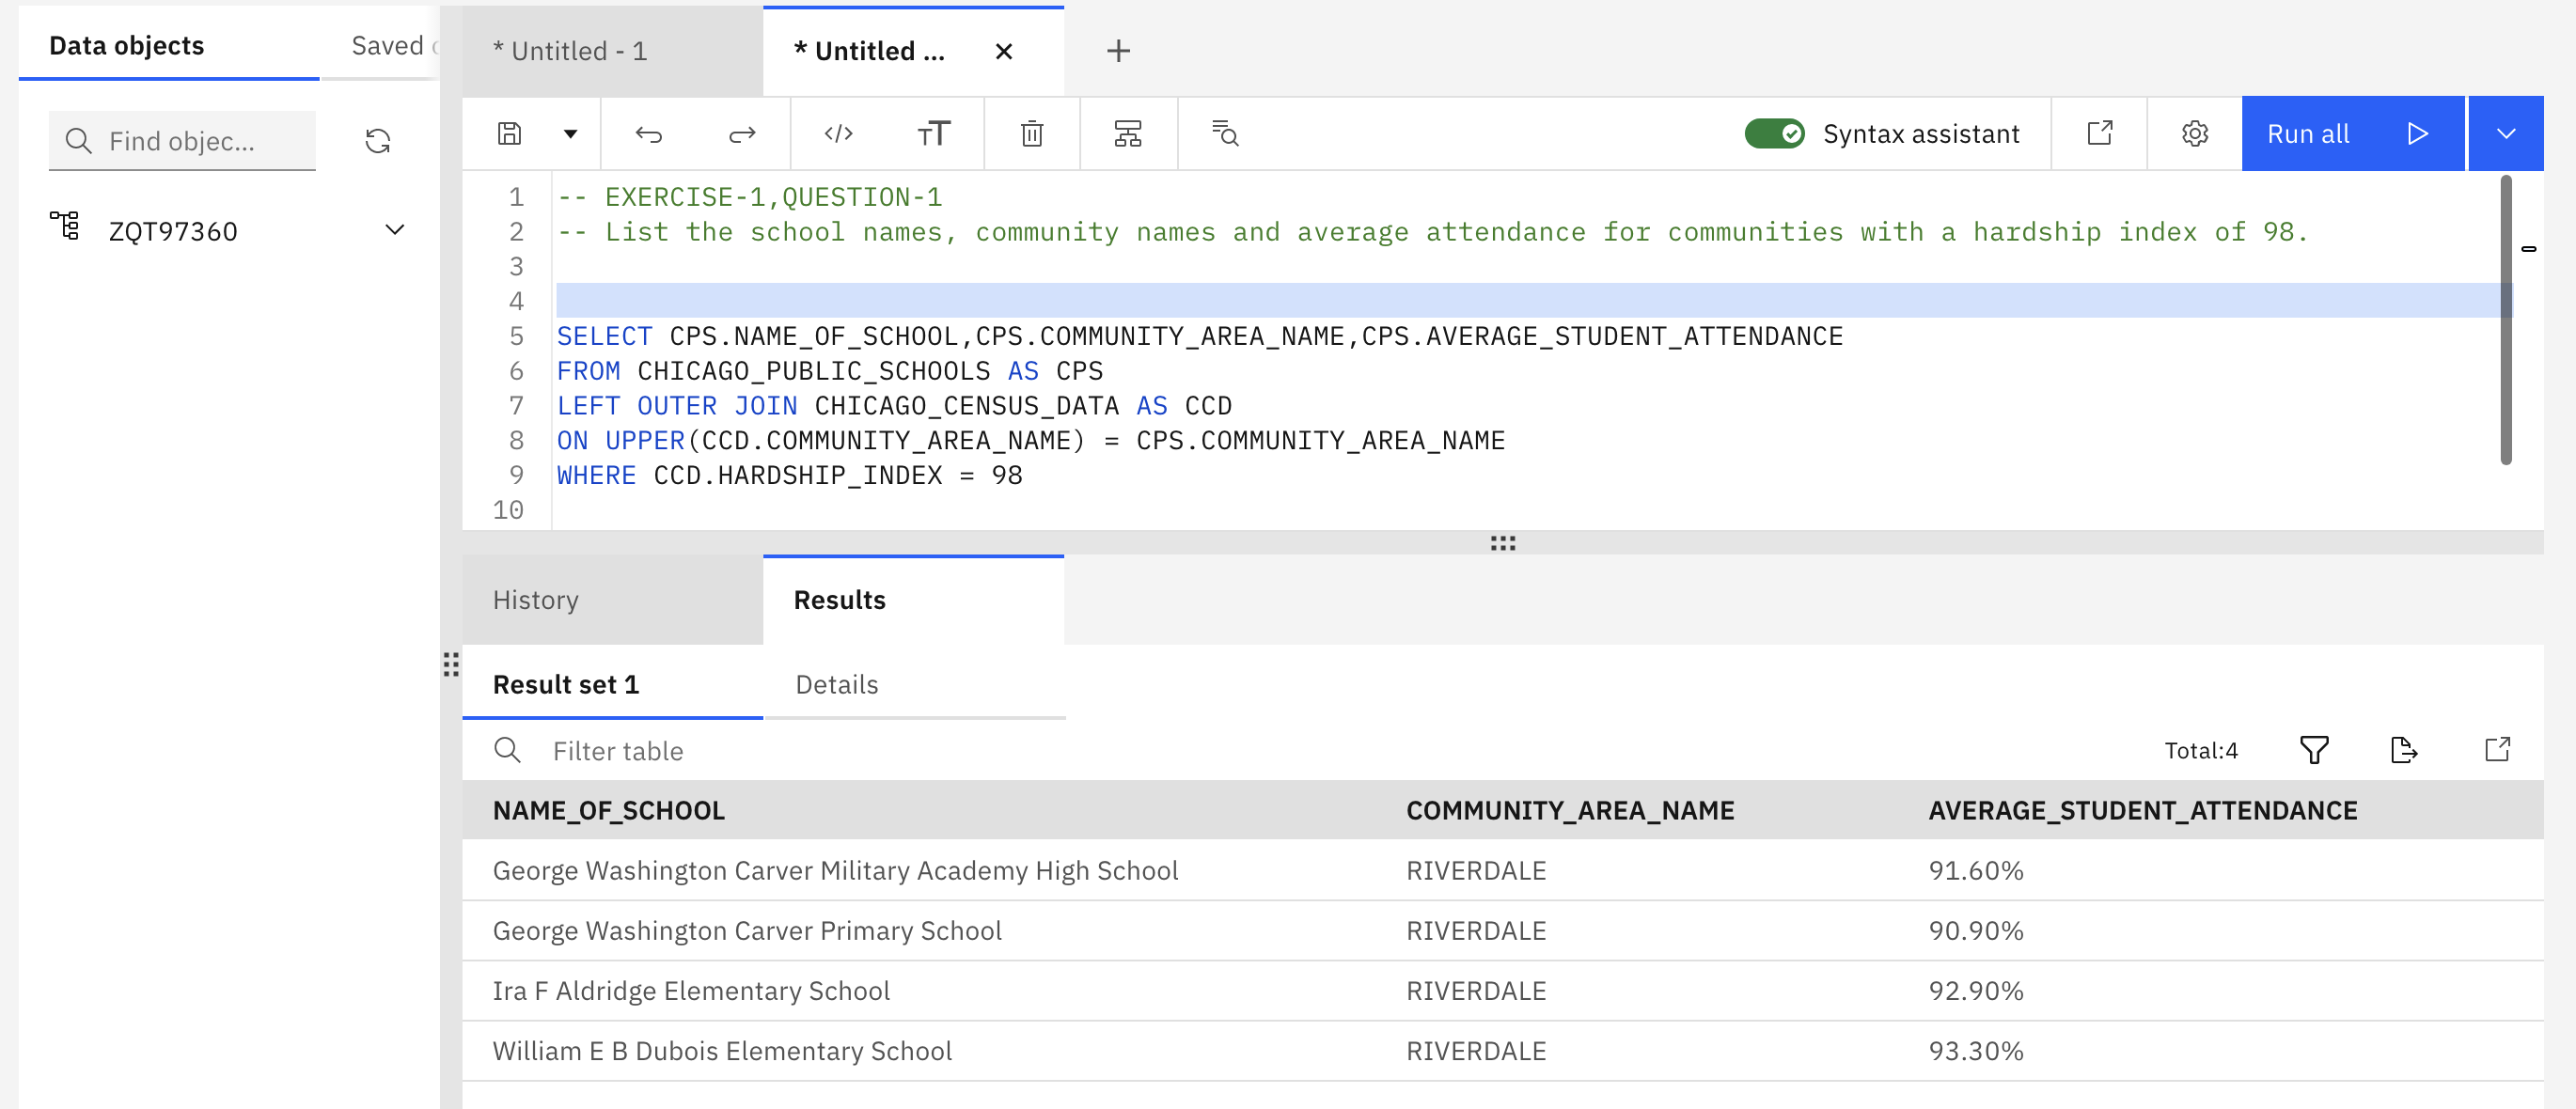 Data objects
Saved
Find objec...
ZQT97360
* Untitled - 1
* Untitled ...
Syntax assistant
Run all
1 -- EXERCISE-1,QUESTION-1
2 -- List the school names, community names and average attendance for communities with a hardship index of 98.
3
4
5 SELECT CPS.NAME_OF_SCHOOL,CPS.COMMUNITY_AREA_NAME,CPS.AVERAGE_STUDENT_ATTENDANCE
6 FROM CHICAGO_PUBLIC_SCHOOLS AS CPS
7 LEFT OUTER JOIN CHICAGO_CENSUS_DATA AS CCD
8 ON UPPER(CCD.COMMUNITY_AREA_NAME) = CPS.COMMUNITY_AREA_NAME
9 WHERE CCD.HARDSHIP_INDEX = 98
10
History
Results
Result set 1
Details
Filter table
Total:4
NAME_OF_SCHOOL COMMUNITY_AREA_NAME AVERAGE_STUDENT_ATTENDANCE
George Washington Carver Military Academy High School RIVERDALE 91.60%
George Washington Carver Primary School RIVERDALE 90.90%
Ira F Aldridge Elementary School RIVERDALE 92.90%
William E B Dubois Elementary School RIVERDALE 93.30%